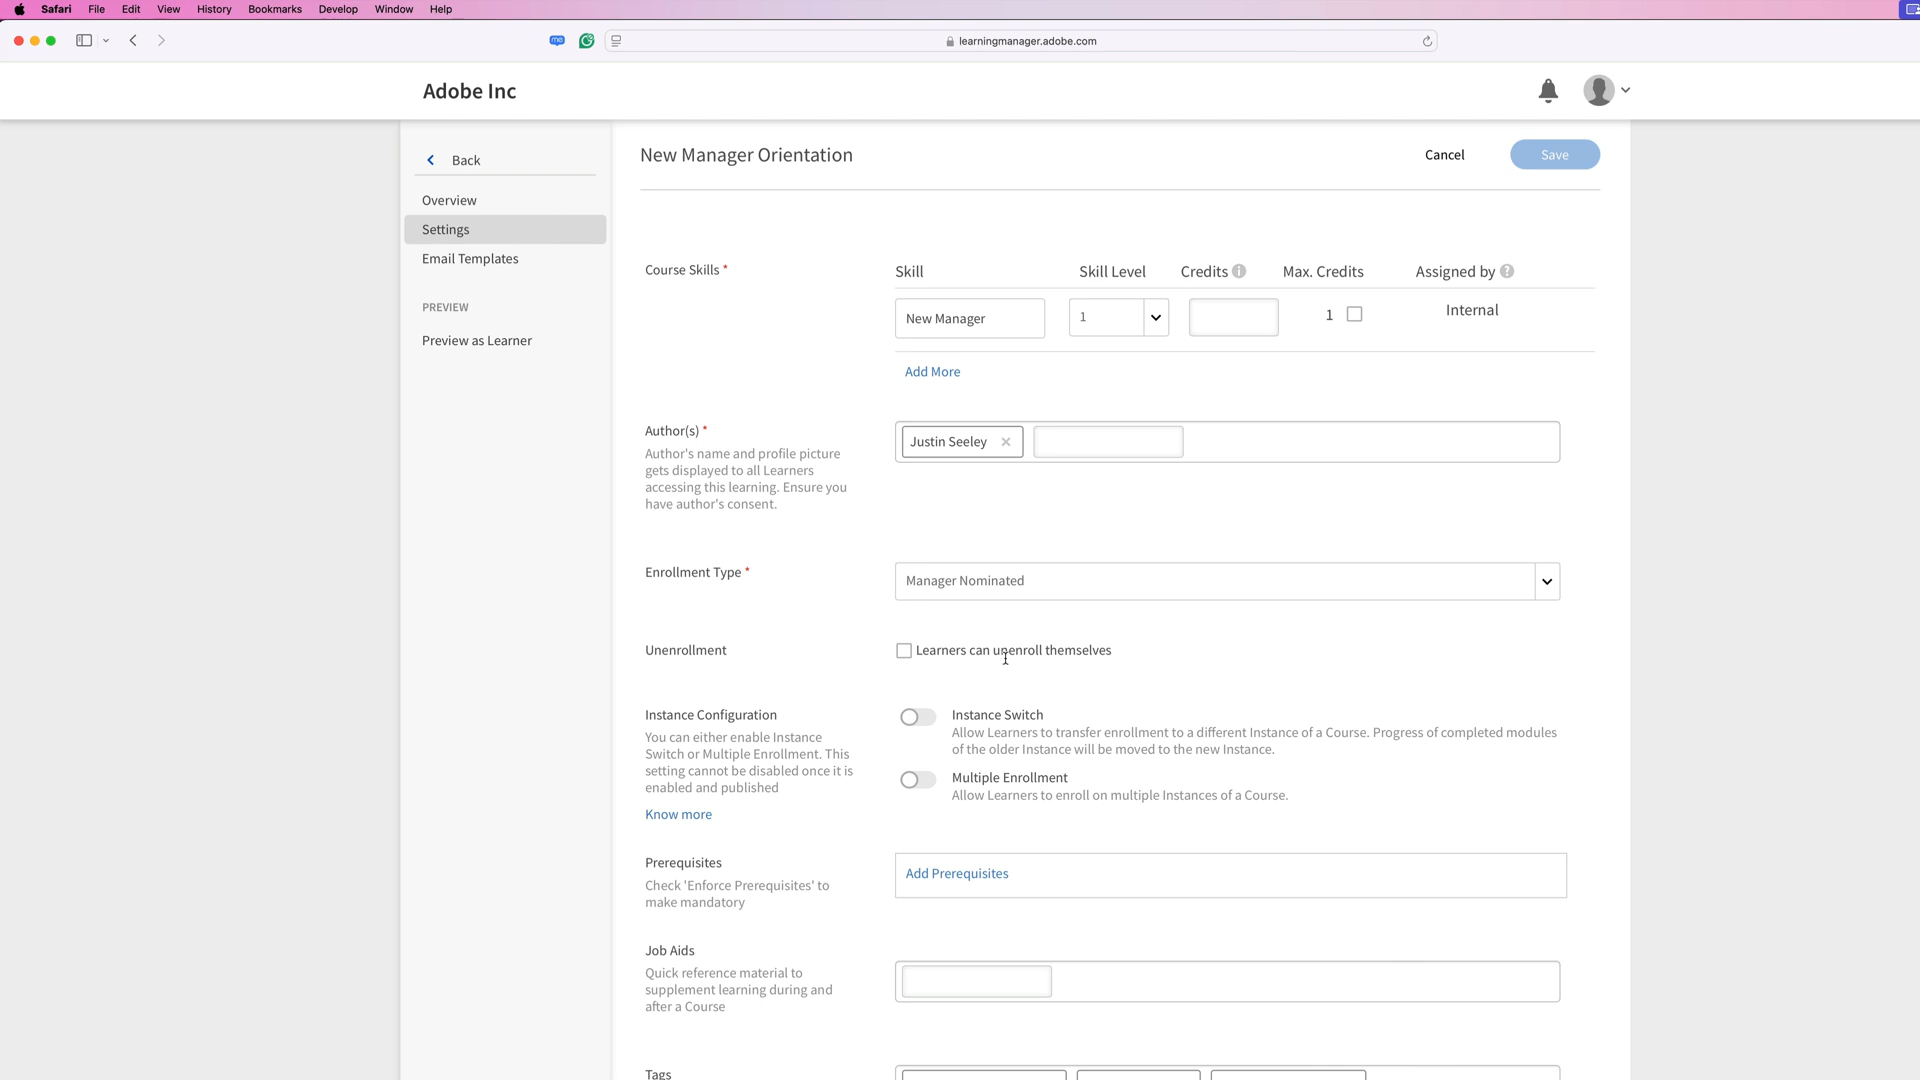 Safari File Edit View History Bookmarks Develop Window Help
learningmanager.adobe.com
Adobe Inc
Back
Overview
Settings
Email Templates
PREVIEW
Preview as Learner
New Manager Orientation
Cancel
Save
Course Skills *
Skill Skill Level Credits Max. Credits Assigned by
New Manager 1 1 Internal
Add More
Author(s) *
Author's name and profile picture
gets displayed to all Learners
accessing this learning. Ensure you
have author's consent.
Justin Seeley
Enrollment Type *
Manager Nominated
Unenrollment
Learners can unenroll themselves
Instance Configuration
You can either enable Instance
Switch or Multiple Enrollment. This
setting cannot be disabled once it is
enabled and published
Know more
Instance Switch
Allow Learners to transfer enrollment to a different Instance of a Course. Progress of completed modules
of the older Instance will be moved to the new Instance.
Multiple Enrollment
Allow Learners to enroll on multiple Instances of a Course.
Prerequisites
Check 'Enforce Prerequisites' to
make mandatory
Add Prerequisites
Job Aids
Quick reference material to
supplement learning during and
after a Course
Tags